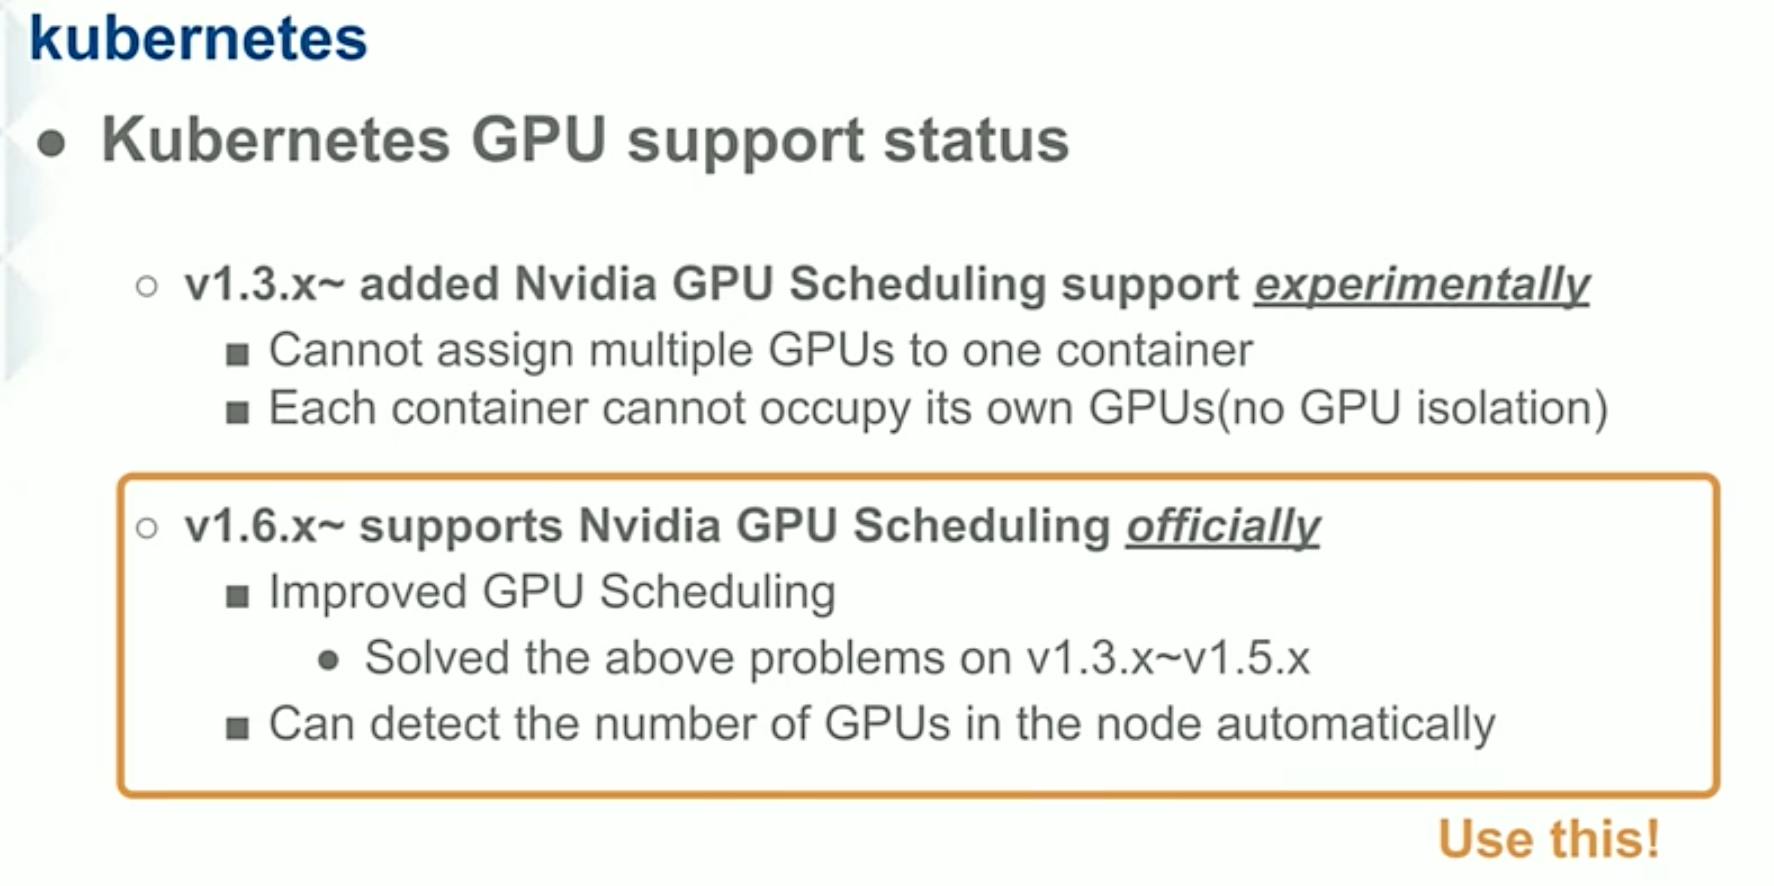 kubernetes
● Kubernetes GPU support status
○ v1.3.x~ added Nvidia GPU Scheduling support experimentally
■ Cannot assign multiple GPUs to one container
■ Each container cannot occupy its own GPUs(no GPU isolation)
○ v1.6.x~ supports Nvidia GPU Scheduling officially
■ Improved GPU Scheduling
● Solved the above problems on v1.3.x~v1.5.x
■ Can detect the number of GPUs in the node automatically
Use this!